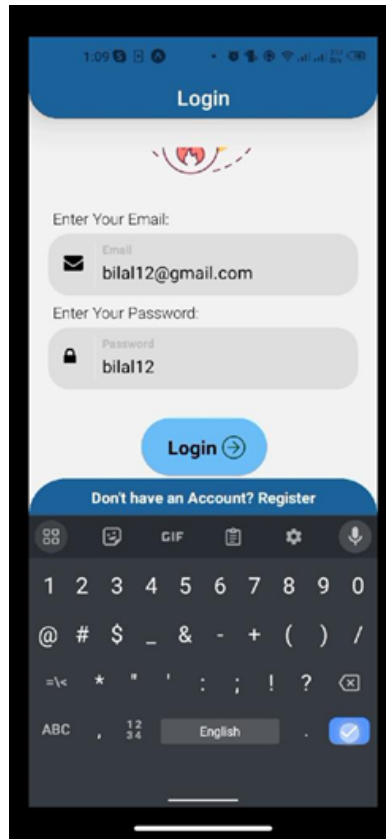 1:09
Login
Enter Your Email:
Email
bilal12@gmail.com
Enter Your Password:
Password
bilal12
Login
Don't have an Account? Register
GIF
1 2 3 4 5 6 7 8 9 0
@ # $ _ & - + ( ) /
=\< * " ' : ; ! ?
ABC , 12 34 English .